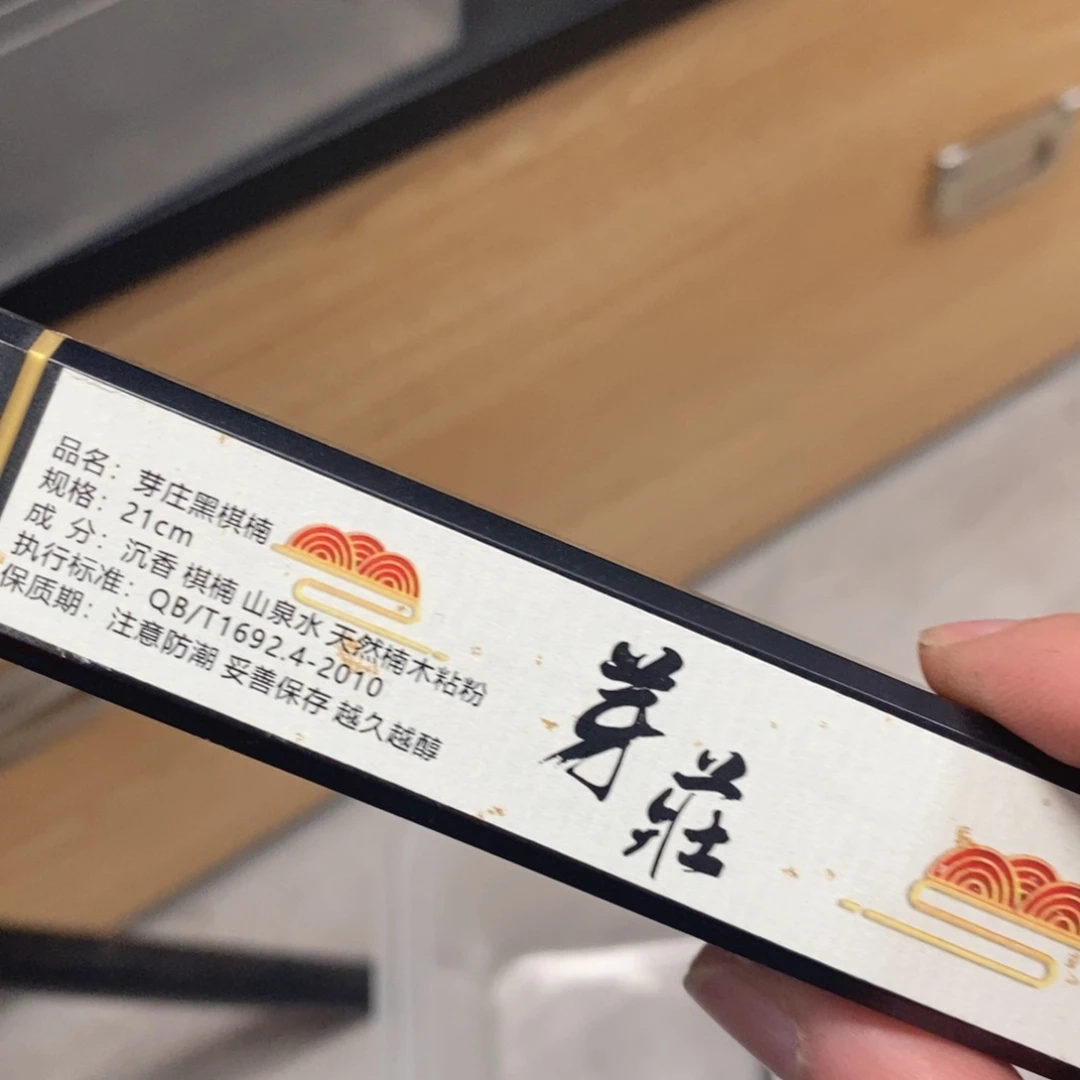 品名：芽庄黑棋楠
规格：21cm
成 分：沉香 棋楠 山泉水 天然楠木粘粉
执行标准：QB/T1692.4-2010
保质期：注意防潮 妥善保存 越久越醇
芽莊